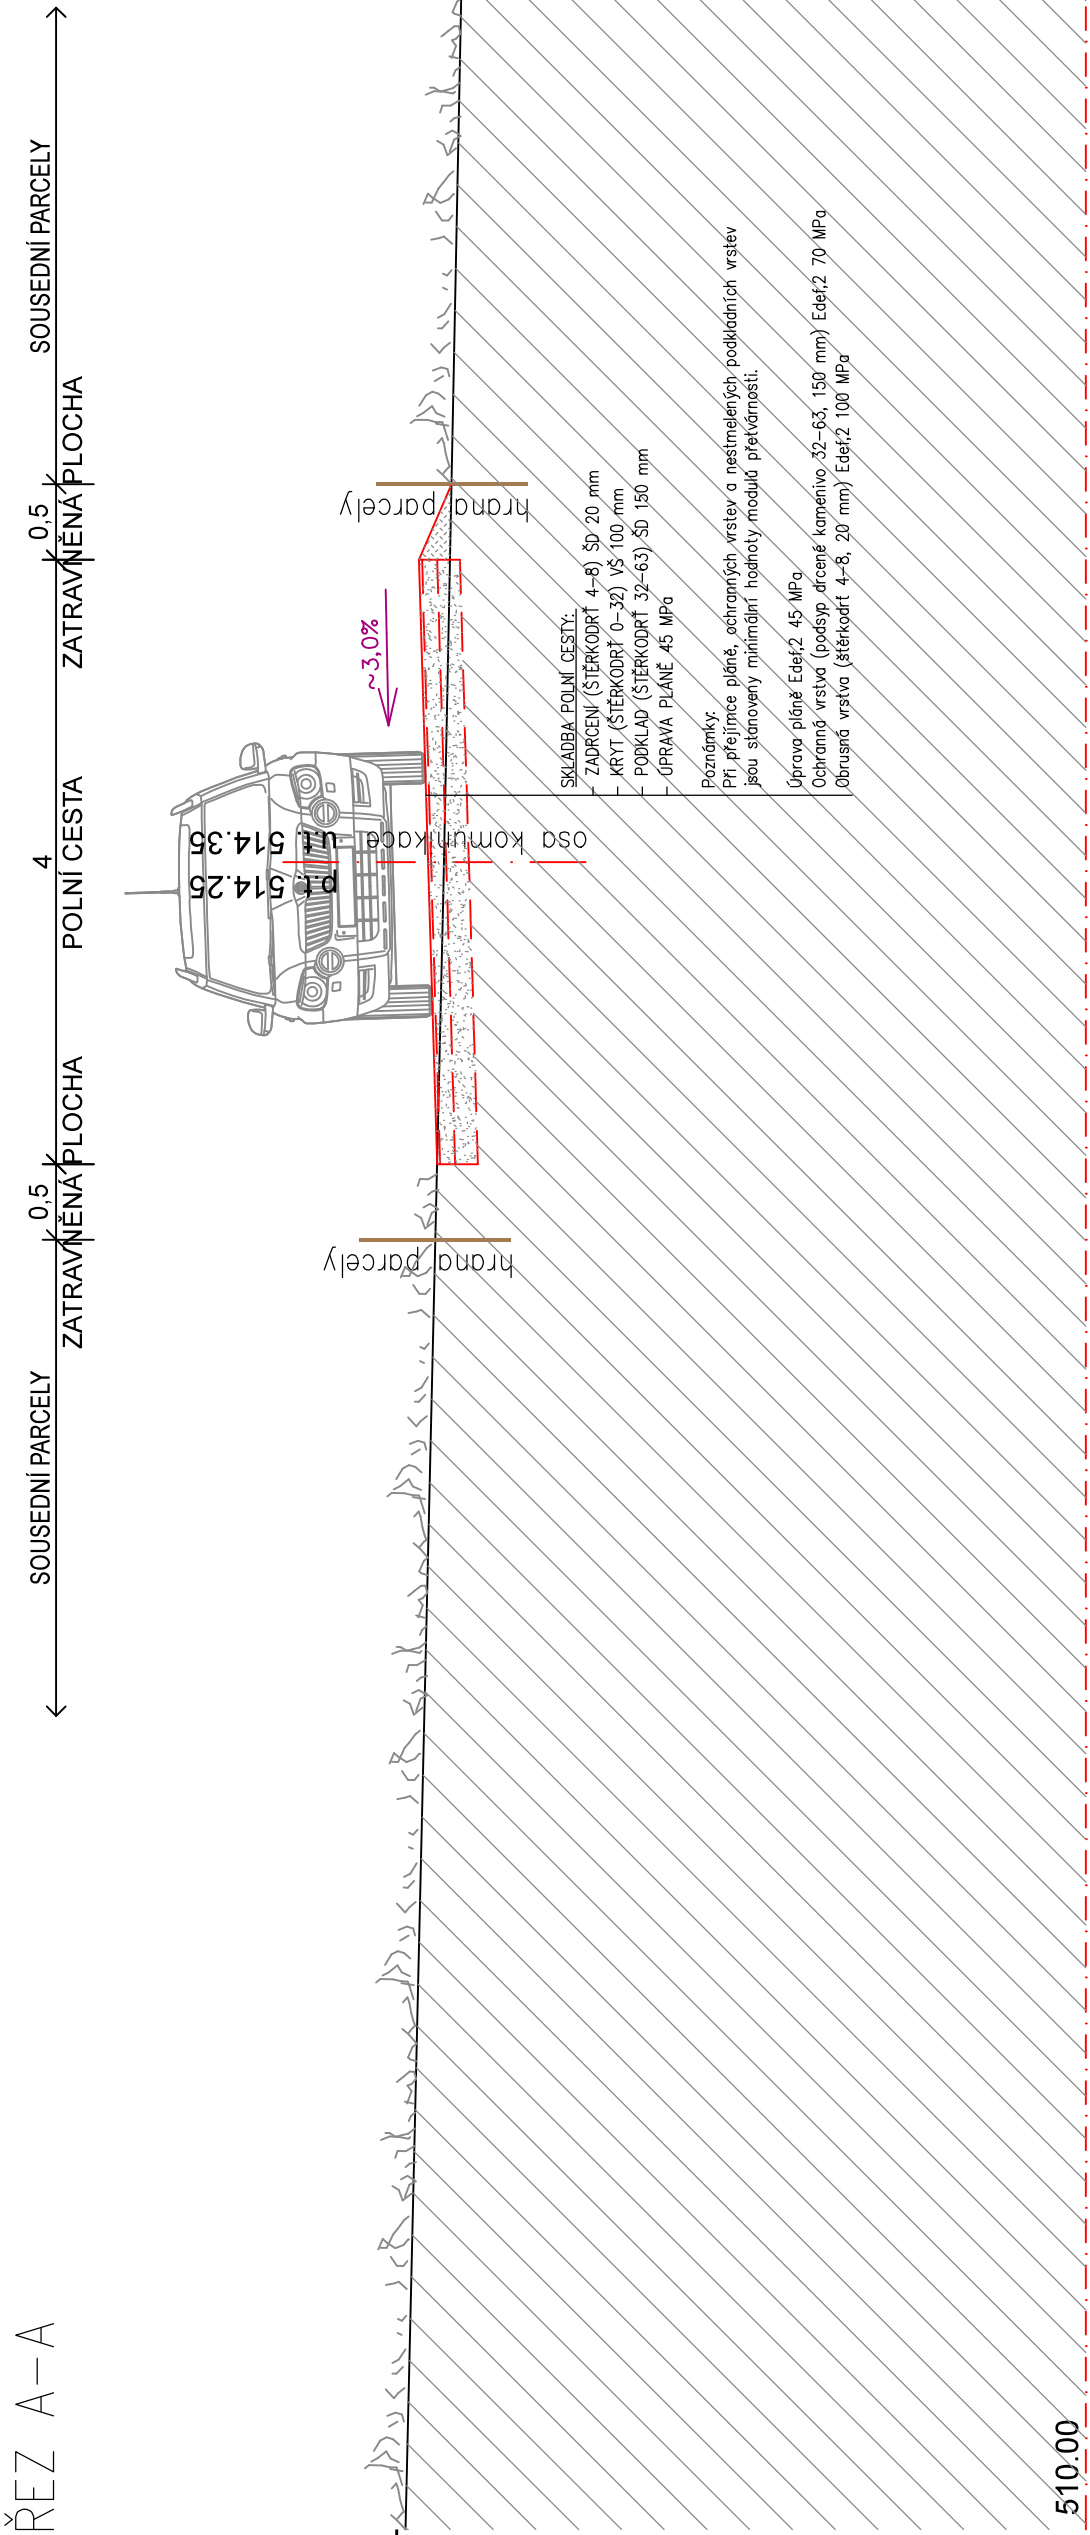 ŘEZ A-A
SOUSEDNÍ PARCELY
0,5
ZATRAVNĚNÁ PLOCHA
4
POLNÍ CESTA
0,5
ZATRAVNĚNÁ PLOCHA
SOUSEDNÍ PARCELY
p.t. 514.25
u.t. 514.35
~3,0%
hrana parcely
osa komunikace
hrana parcely
SKLADBA POLNÍ CESTY:
ZADRCENÍ (ŠTĚRKODRŤ 4-8) ŠD 20 mm
KRYT (ŠTĚRKODRŤ 0-32) VŠ 100 mm
PODKLAD (ŠTĚRKODRŤ 32-63) ŠD 150 mm
ÚPRAVA PLÁNĚ 45 MPa
Poznámky:
Při přejímce pláně, ochranných vrstev a nestmelených podkladních vrstev
jsou stanoveny minimální hodnoty modulů přetvárnosti.
Úprava pláně Edef,2 45 MPa
Ochranná vrstva (podsyp drcené kamenivo 32-63, 150 mm) Edef,2 70 MPa
Obrusná vrstva (štěrkodrť 4-8, 20 mm) Edef,2 100 MPa
510.00